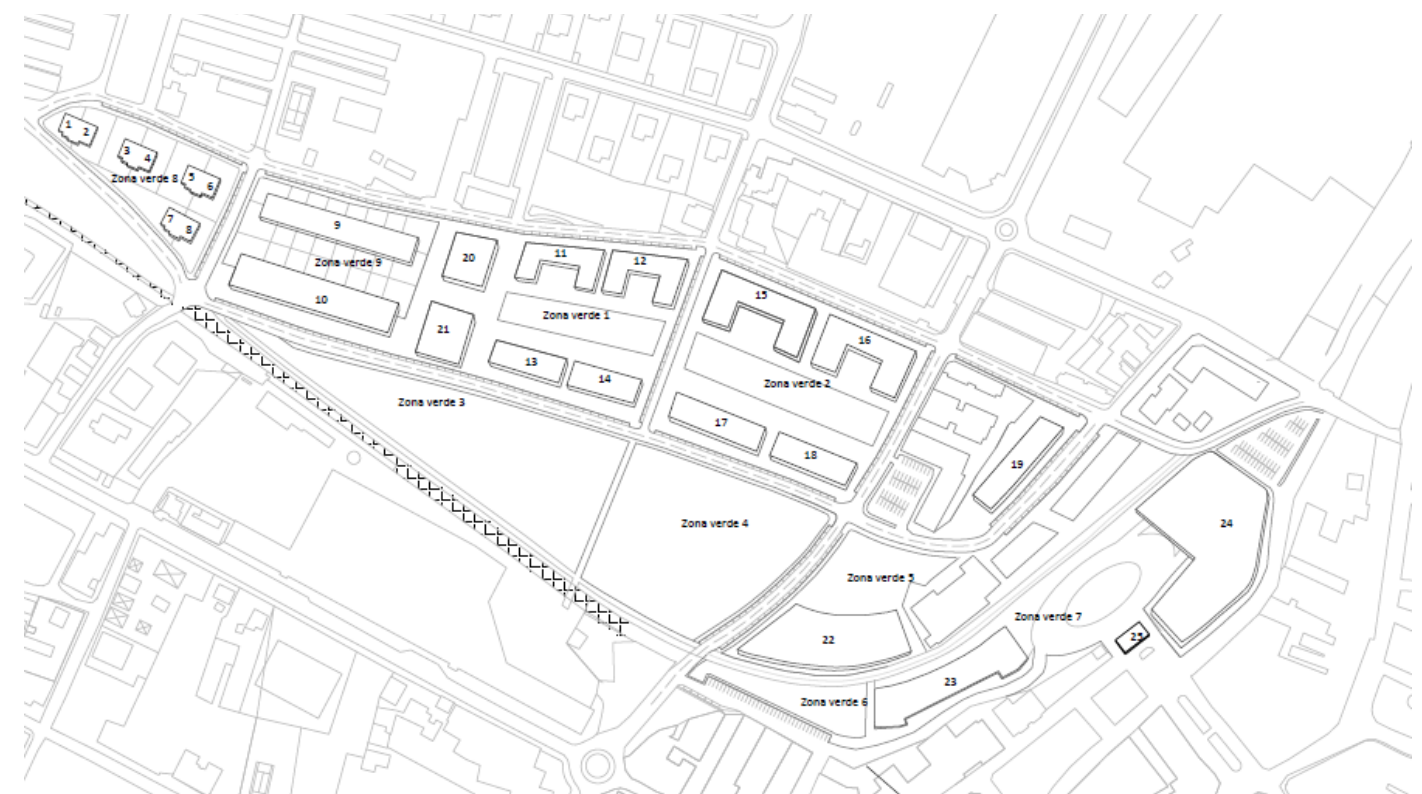 1 2
3 4
Zona verde 8
5 6
7 8
9
Zona verde 9
10
20
21
11
12
Zona verde 1
13
14
Zona verde 3
15
16
Zona verde 2
17
18
19
Zona verde 4
Zona verde 5
22
Zona verde 6
23
Zona verde 7
24
25